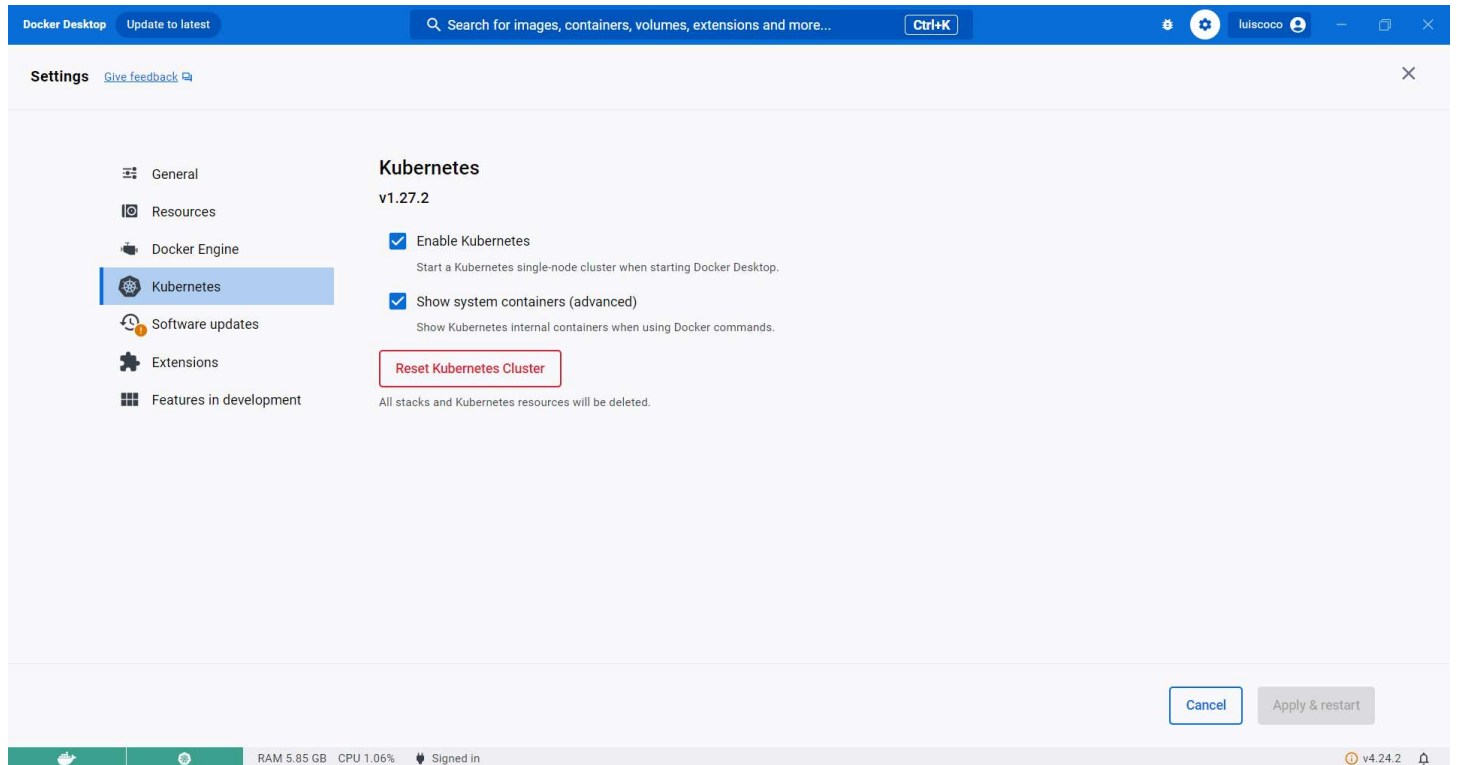 Docker Desktop Update to latest Search for images, containers, volumes, extensions and more... Ctrl+K luiscoco
Settings Give feedback
General
Resources
Docker Engine
Kubernetes
Software updates
Extensions
Features in development
Kubernetes
v1.27.2
Enable Kubernetes
Start a Kubernetes single-node cluster when starting Docker Desktop.
Show system containers (advanced)
Show Kubernetes internal containers when using Docker commands.
Reset Kubernetes Cluster
All stacks and Kubernetes resources will be deleted.
Cancel Apply & restart
RAM 5.85 GB CPU 1.06% Signed in v4.24.2